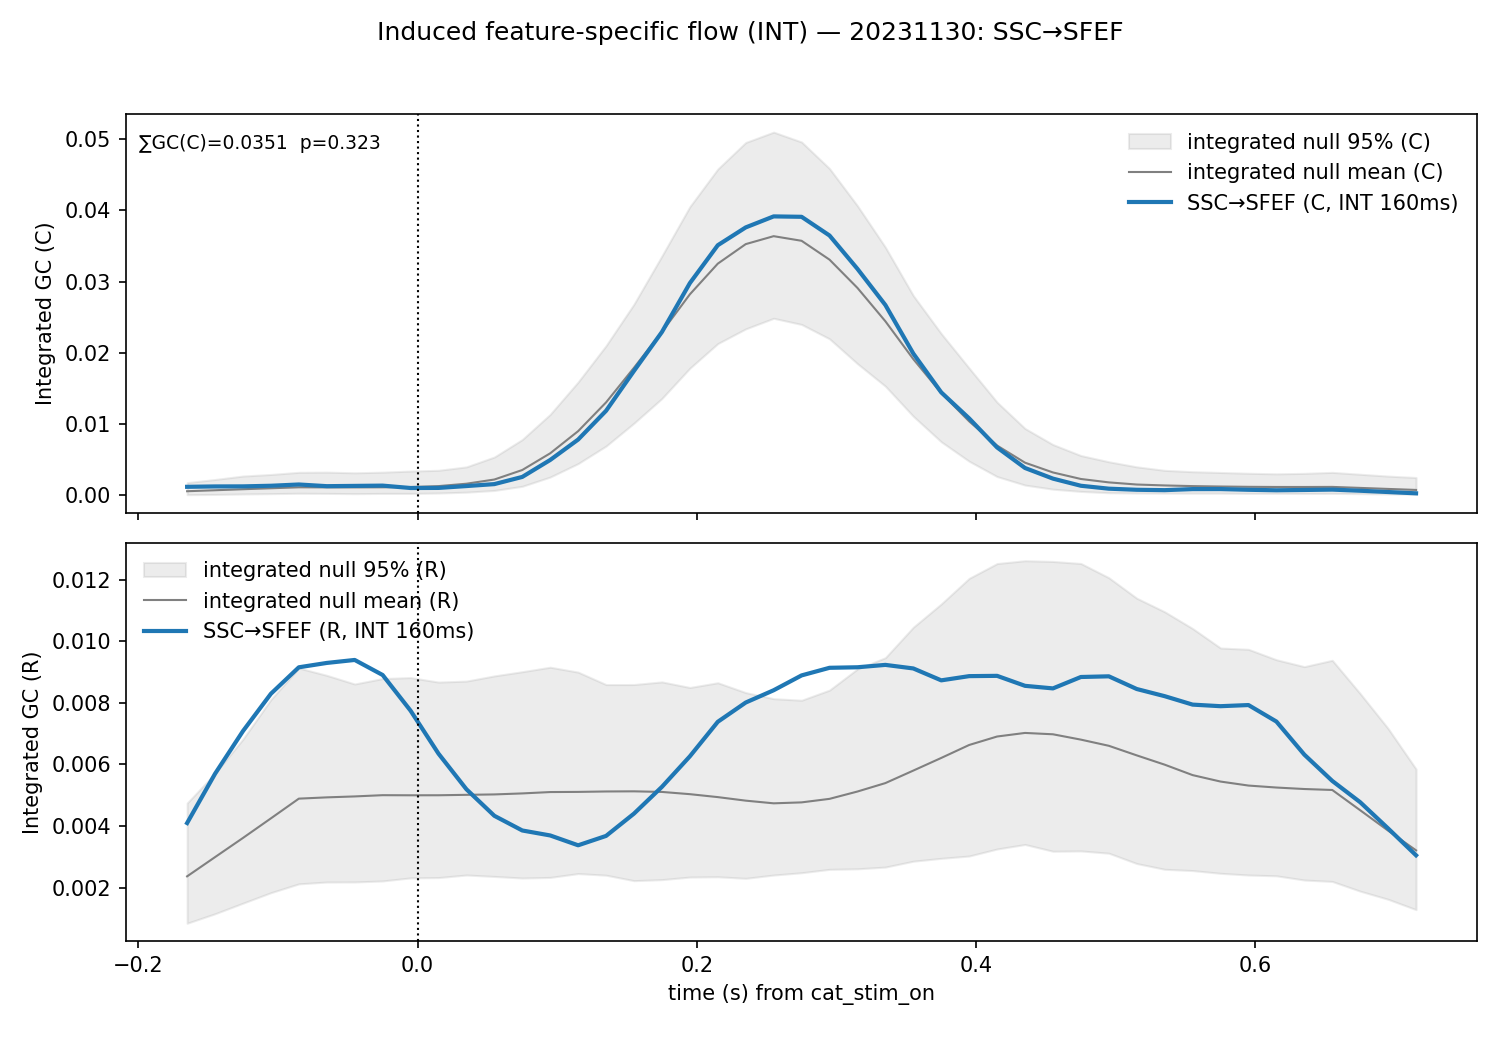 Induced feature-specific flow (INT) — 20231130: SSC→SFEF
∑GC(C)=0.0351  p=0.323
integrated null 95% (C)
integrated null mean (C)
SSC→SFEF (C, INT 160ms)
Integrated GC (C)
0.05
0.04
0.03
0.02
0.01
0.00
integrated null 95% (R)
integrated null mean (R)
SSC→SFEF (R, INT 160ms)
Integrated GC (R)
0.012
0.010
0.008
0.006
0.004
0.002
−0.2 0.0 0.2 0.4 0.6
time (s) from cat_stim_on